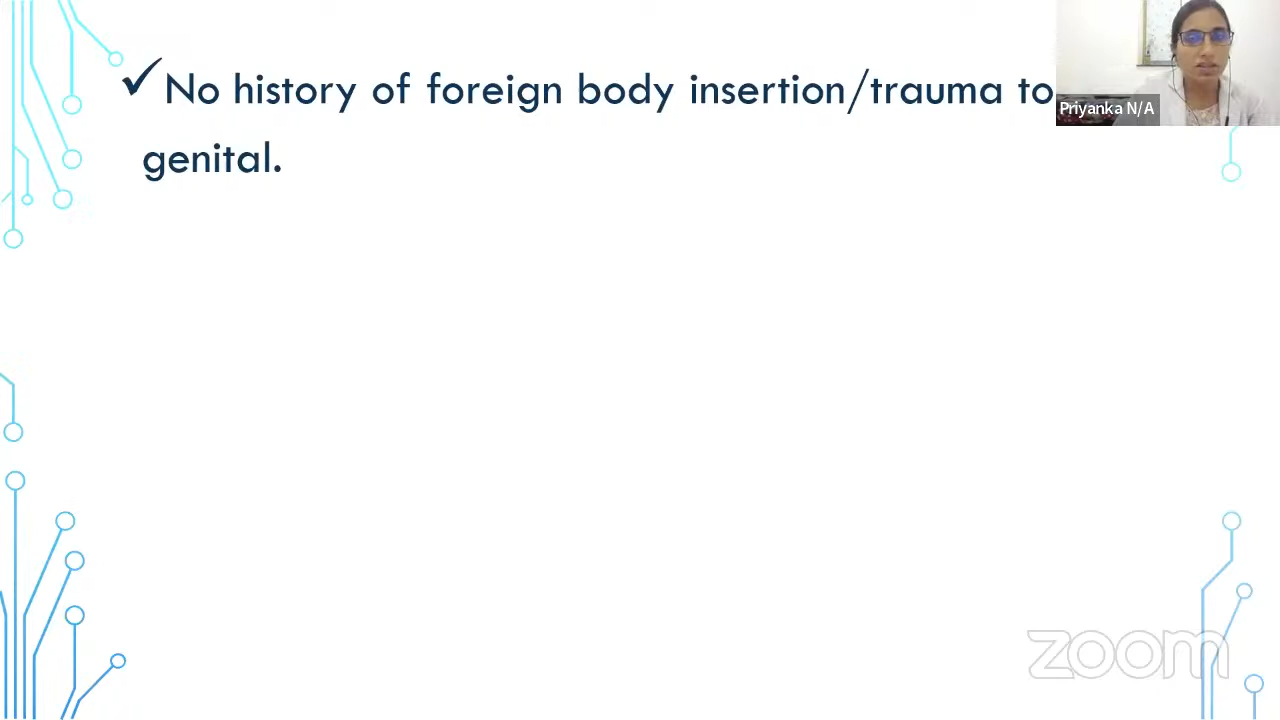 ✓No history of foreign body insertion/trauma to
genital.
Priyanka N/A
zoom